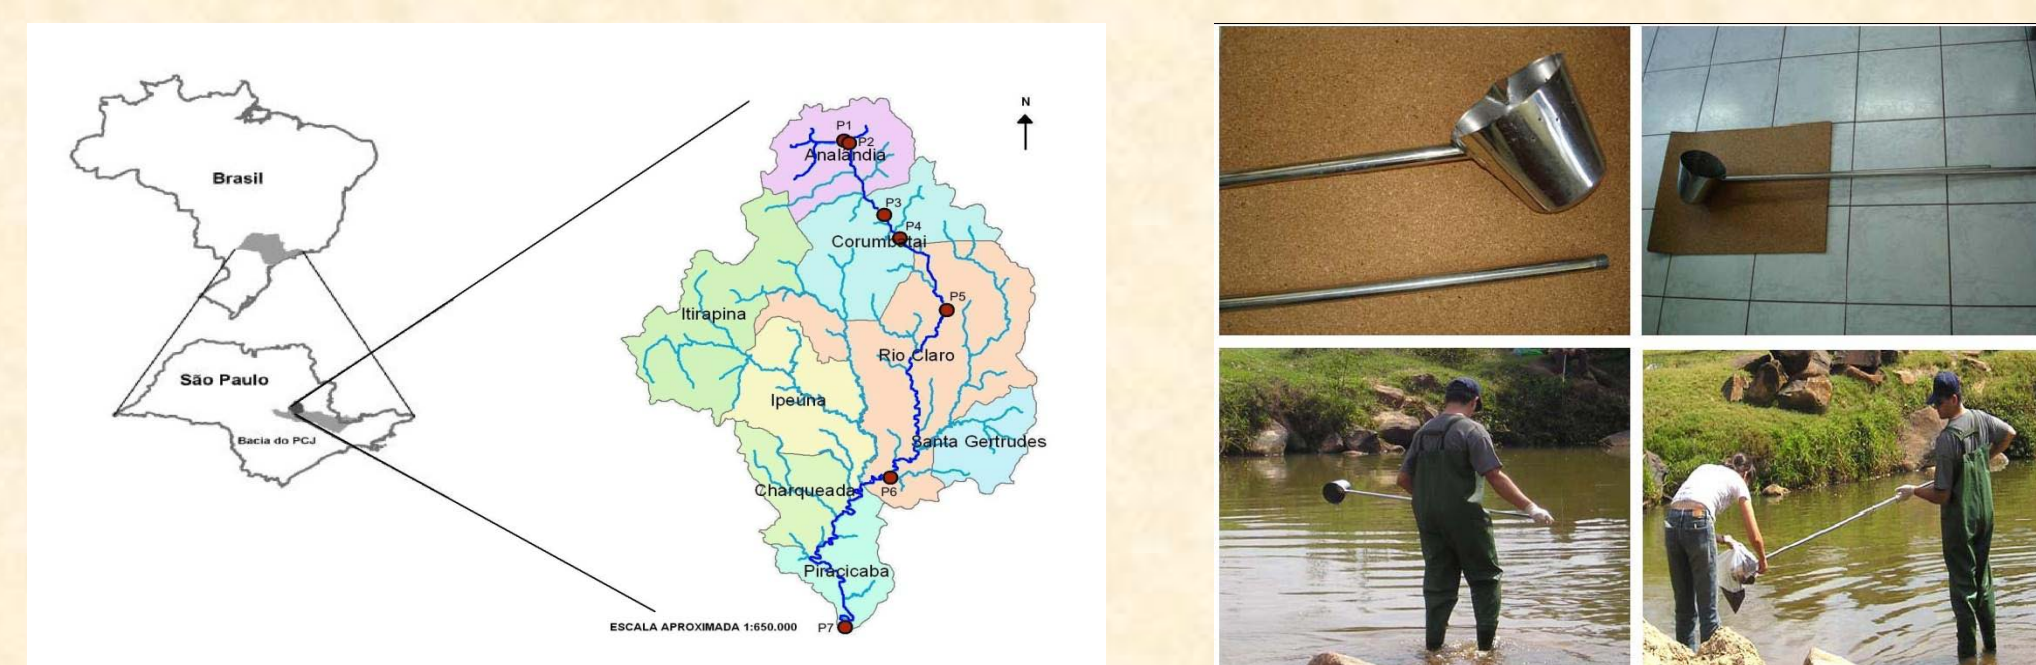 N
P1
P2
Analândia
Brasil
P3
P4
Corumbataí
P5
Itirapina
Rio Claro
São Paulo
Ipeúna
Bacia do PCJ
Santa Gertrudes
Charqueada
P6
Piracicaba
ESCALA APROXIMADA 1:650.000
P7